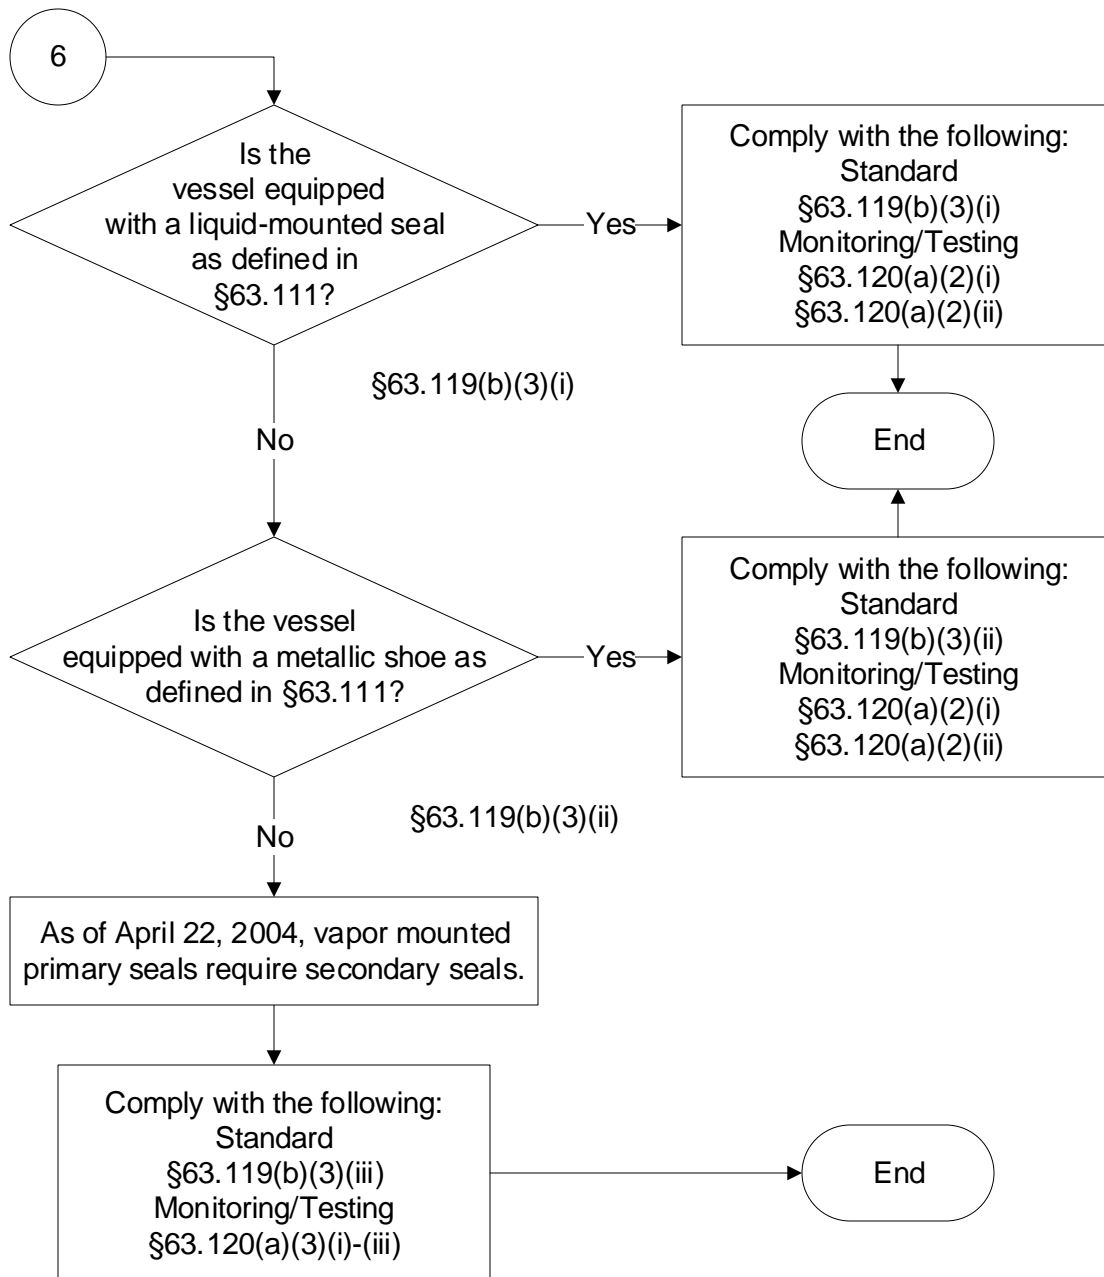 6
Is the
vessel equipped
with a liquid-mounted seal
as defined in
§63.111?
Yes
Comply with the following:
Standard
§63.119(b)(3)(i)
Monitoring/Testing
§63.120(a)(2)(i)
§63.120(a)(2)(ii)
§63.119(b)(3)(i)
No
End
Is the vessel
equipped with a metallic shoe as
defined in §63.111?
Yes
Comply with the following:
Standard
§63.119(b)(3)(ii)
Monitoring/Testing
§63.120(a)(2)(i)
§63.120(a)(2)(ii)
§63.119(b)(3)(ii)
No
As of April 22, 2004, vapor mounted
primary seals require secondary seals.
Comply with the following:
Standard
§63.119(b)(3)(iii)
Monitoring/Testing
§63.120(a)(3)(i)-(iii)
End